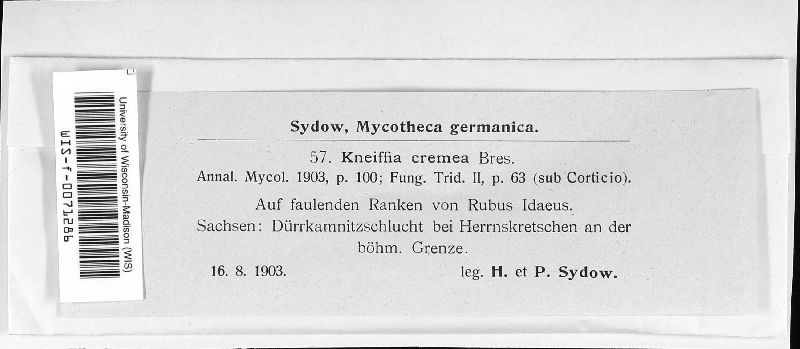 Sydow, Mycotheca germanica.
57. Kneiffia cremea Bres.
Annal. Mycol. 1903, p. 100; Fung. Trid. II, p. 63 (sub Corticio).
Auf faulenden Ranken von Rubus Idaeus.
Sachsen: Dürrkamnitzschlucht bei Herrnskretschen an der
böhm. Grenze.
16. 8. 1903. leg. H. et P. Sydow.
University of Wisconsin-Madison (WIS)
WIS-f-0071286